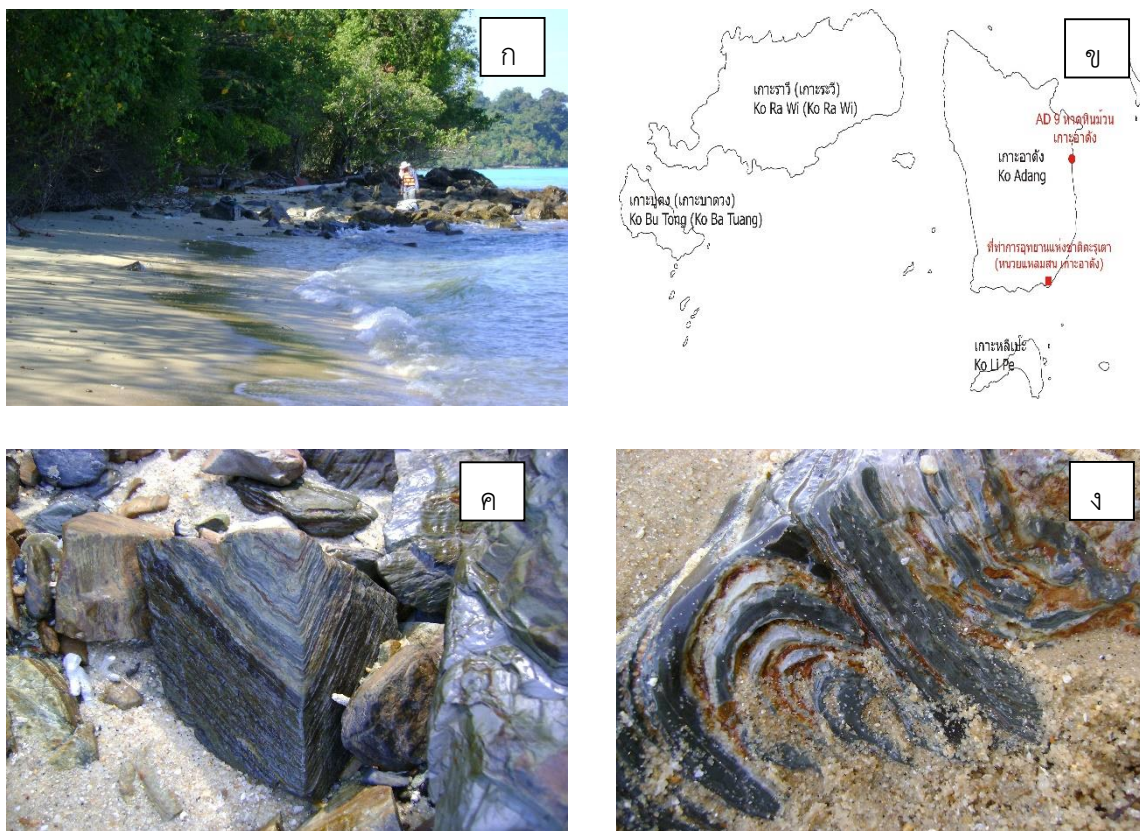 ก
ข
เกาะราวี (เกาะระวี)
Ko Ra Wi (Ko Ra Wi)
AD 9 หาดหินม้วน
เกาะอาดัง
เกาะอาดัง
Ko Adang
เกาะบุตง (เกาะบาตวง)
Ko Bu Tong (Ko Ba Tuang)
ที่ทำการอุทยานแห่งชาติตะรุเตา
(หน่วยแหลมสน เกาะอาดัง)
เกาะหลีเป๊ะ
Ko Li Pe
ค
ง